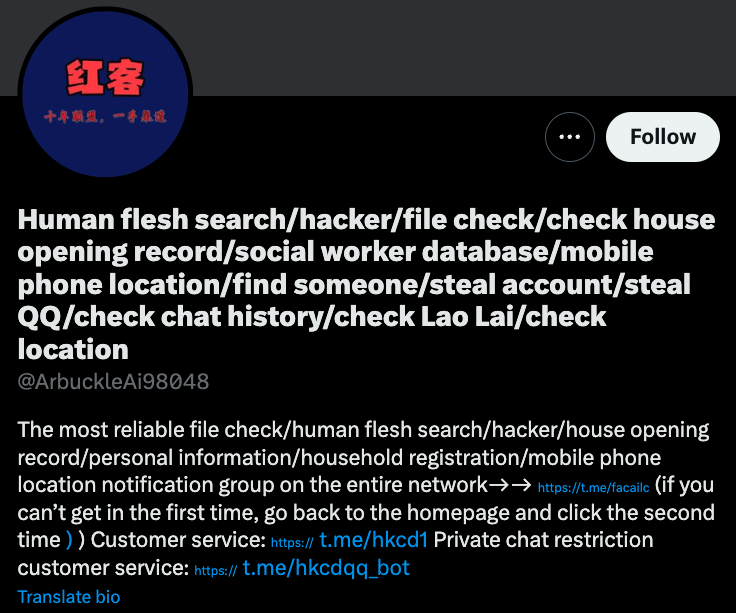 红客
十年联盟，一手渠道
Follow
Human flesh search/hacker/file check/check house
opening record/social worker database/mobile
phone location/find someone/steal account/steal
QQ/check chat history/check Lao Lai/check
location
@ArbuckleAi98048
The most reliable file check/human flesh search/hacker/house opening
record/personal information/household registration/mobile phone
location notification group on the entire network→→ https://t.me/facailc (if you
can’t get in the first time, go back to the homepage and click the second
time ) ) Customer service: https:// t.me/hkcd1 Private chat restriction
customer service: https:// t.me/hkcdqq_bot
Translate bio